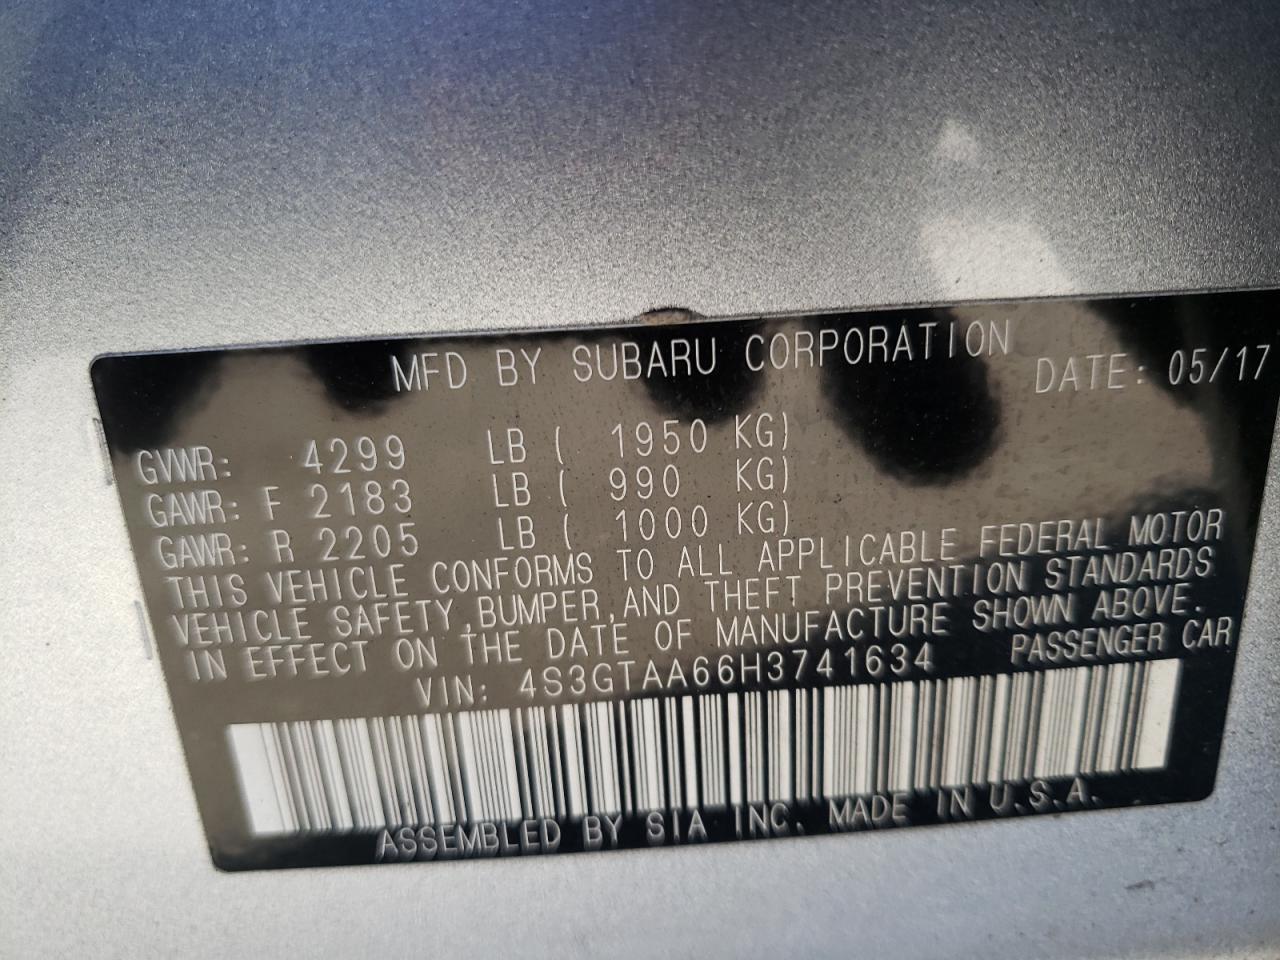 MFD BY SUBARU CORPORATION DATE: 05/17
GVWR: 4299 LB ( 1950 KG)
GAWR: F 2183 LB ( 990 KG)
GAWR: R 2205 LB ( 1000 KG)
THIS VEHICLE CONFORMS TO ALL APPLICABLE FEDERAL MOTOR
VEHICLE SAFETY,BUMPER,AND THEFT PREVENTION STANDARDS
IN EFFECT ON THE DATE OF MANUFACTURE SHOWN ABOVE.
VIN: 4S3GTAA66H3741634 PASSENGER CAR
ASSEMBLED BY SIA INC. MADE IN U.S.A.